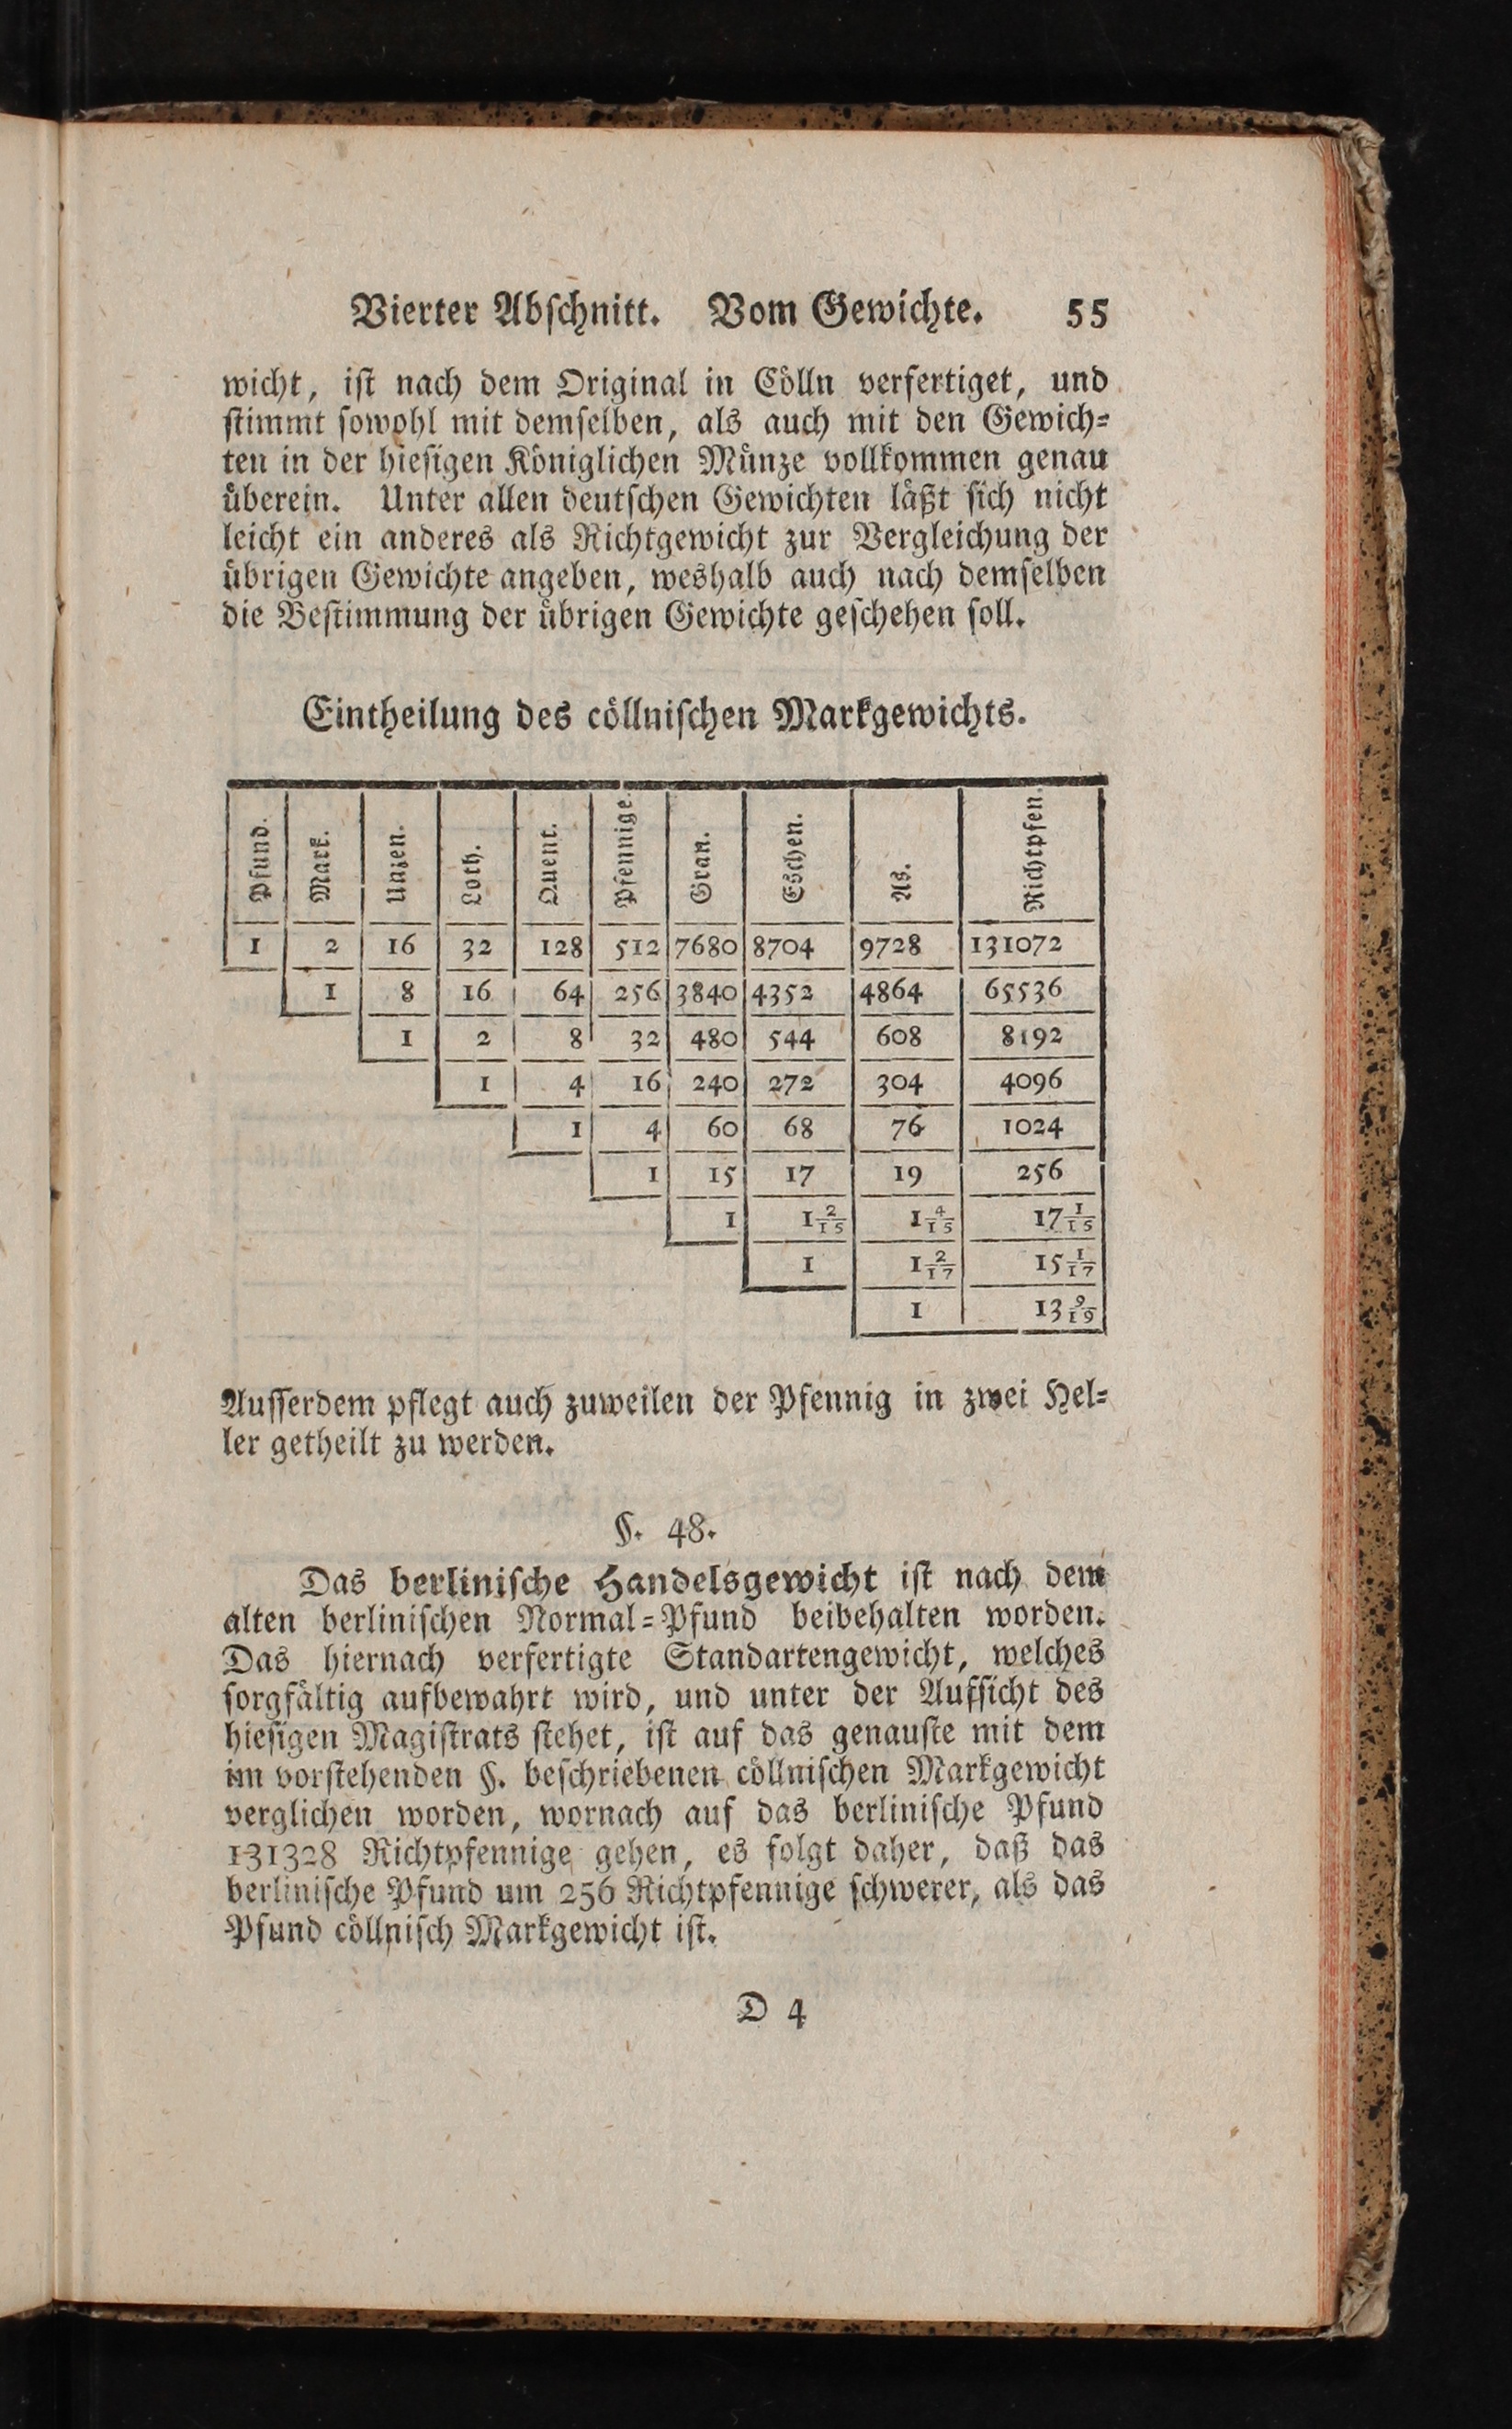 Vierter Abſchnitt. Vom Gewichte. 55
wicht, iſt nach dem Original in Cölln verfertiget, und
ſtimmt ſowohl mit demſelben, als auch mit den Gewich⸗
ten in der hieſigen Königlichen Münze vollkommen genau
überein. Unter allen deutſchen Gewichten läßt ſich nicht
leicht ein anderes als Richtgewicht zur Vergleichung der
übrigen Gewichte angeben, weshalb auch nach demſelben
die Beſtimmung der übrigen Gewichte geſchehen ſoll.
Eintheilung des cöllniſchen Markgewichts.
Pfund. Mark. Unzen. Loth. Quent. Pfennige. Gran. Eschen. As. Richtpfen.
1 2 16 32 128 512 7680 8704 9728 131072
1 8 16 64 256 3840 4352 4864 65536
1 2 8 32 480 544 608 8192
1 4 16 240 272 304 4096
1 4 60 68 76 1024
1 15 17 19 256
1 1 2/15 1 4/15 17 1/15
1 1 2/17 15 1/17
1 13 9/19
Auſſerdem pflegt auch zuweilen der Pfennig in zwei Hel⸗
ler getheilt zu werden.
§. 48.
Das berliniſche Handelsgewicht iſt nach dem
alten berliniſchen Normal⸗Pfund beibehalten worden.
Das hiernach verfertigte Standartengewicht, welches
ſorgfältig aufbewahrt wird, und unter der Aufſicht des
hieſigen Magiſtrats ſtehet, iſt auf das genauſte mit dem
im vorſtehenden §. beſchriebenen cöllniſchen Markgewicht
verglichen worden, wornach auf das berliniſche Pfund
131328 Richtpfennige gehen, es folgt daher, daß das
berliniſche Pfund um 256 Richtpfennige ſchwerer, als das
Pfund cöllniſch Markgewicht iſt.
D 4